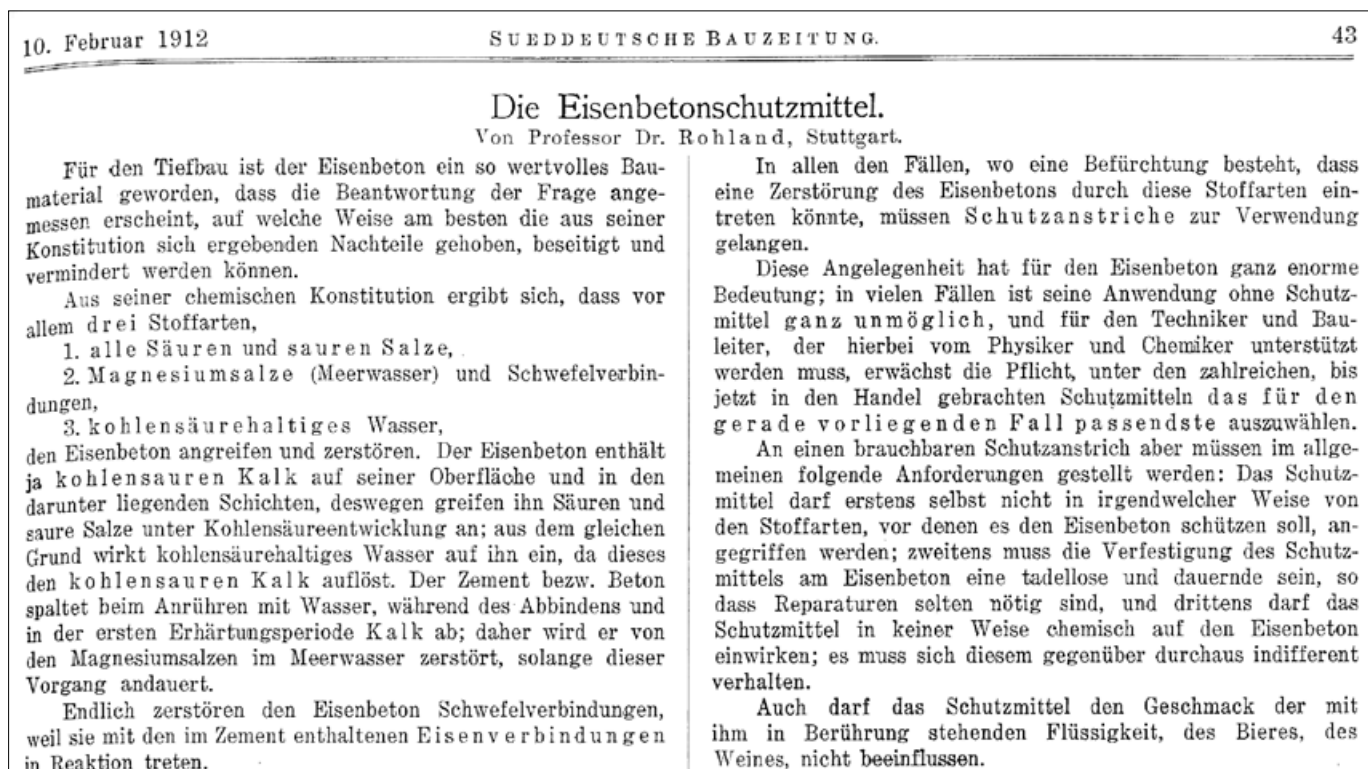 10. Februar 1912
SUEDDEUTSCHE BAUZEITUNG.
43
Die Eisenbetonschutzmittel.
Von Professor Dr. Rohland, Stuttgart.
Für den Tiefbau ist der Eisenbeton ein so wertvolles Bau-
material geworden, dass die Beantwortung der Frage ange-
messen erscheint, auf welche Weise am besten die aus seiner
Konstitution sich ergebenden Nachteile gehoben, beseitigt und
vermindert werden können.
Aus seiner chemischen Konstitution ergibt sich, dass vor
allem drei Stoffarten,
1. alle Säuren und sauren Salze,
2. Magnesiumsalze (Meerwasser) und Schwefelverbin-
dungen,
3. kohlensäurehaltiges Wasser,
den Eisenbeton angreifen und zerstören. Der Eisenbeton enthält
ja kohlensauren Kalk auf seiner Oberfläche und in den
darunter liegenden Schichten, deswegen greifen ihn Säuren und
saure Salze unter Kohlensäureentwicklung an; aus dem gleichen
Grund wirkt kohlensäurehaltiges Wasser auf ihn ein, da dieses
den kohlensauren Kalk auflöst. Der Zement bezw. Beton
spaltet beim Anrühren mit Wasser, während des Abbindens und
in der ersten Erhärtungsperiode Kalk ab; daher wird er von
den Magnesiumsalzen im Meerwasser zerstört, solange dieser
Vorgang andauert.
Endlich zerstören den Eisenbeton Schwefelverbindungen,
weil sie mit den im Zement enthaltenen Eisenverbindungen
in Reaktion treten.
In allen den Fällen, wo eine Befürchtung besteht, dass
eine Zerstörung des Eisenbetons durch diese Stoffarten ein-
treten könnte, müssen Schutzanstriche zur Verwendung
gelangen.
Diese Angelegenheit hat für den Eisenbeton ganz enorme
Bedeutung; in vielen Fällen ist seine Anwendung ohne Schutz-
mittel ganz unmöglich, und für den Techniker und Bau-
leiter, der hierbei vom Physiker und Chemiker unterstützt
werden muss, erwächst die Pflicht, unter den zahlreichen, bis
jetzt in den Handel gebrachten Schutzmitteln das für den
gerade vorliegenden Fall passendste auszuwählen.
An einen brauchbaren Schutzanstrich aber müssen im allge-
meinen folgende Anforderungen gestellt werden: Das Schutz-
mittel darf erstens selbst nicht in irgendwelcher Weise von
den Stoffarten, vor denen es den Eisenbeton schützen soll, an-
gegriffen werden; zweitens muss die Verfestigung des Schutz-
mittels am Eisenbeton eine tadellose und dauernde sein, so
dass Reparaturen selten nötig sind, und drittens darf das
Schutzmittel in keiner Weise chemisch auf den Eisenbeton
einwirken; es muss sich diesem gegenüber durchaus indifferent
verhalten.
Auch darf das Schutzmittel den Geschmack der mit
ihm in Berührung stehenden Flüssigkeit, des Bieres, des
Weines, nicht beeinflussen.